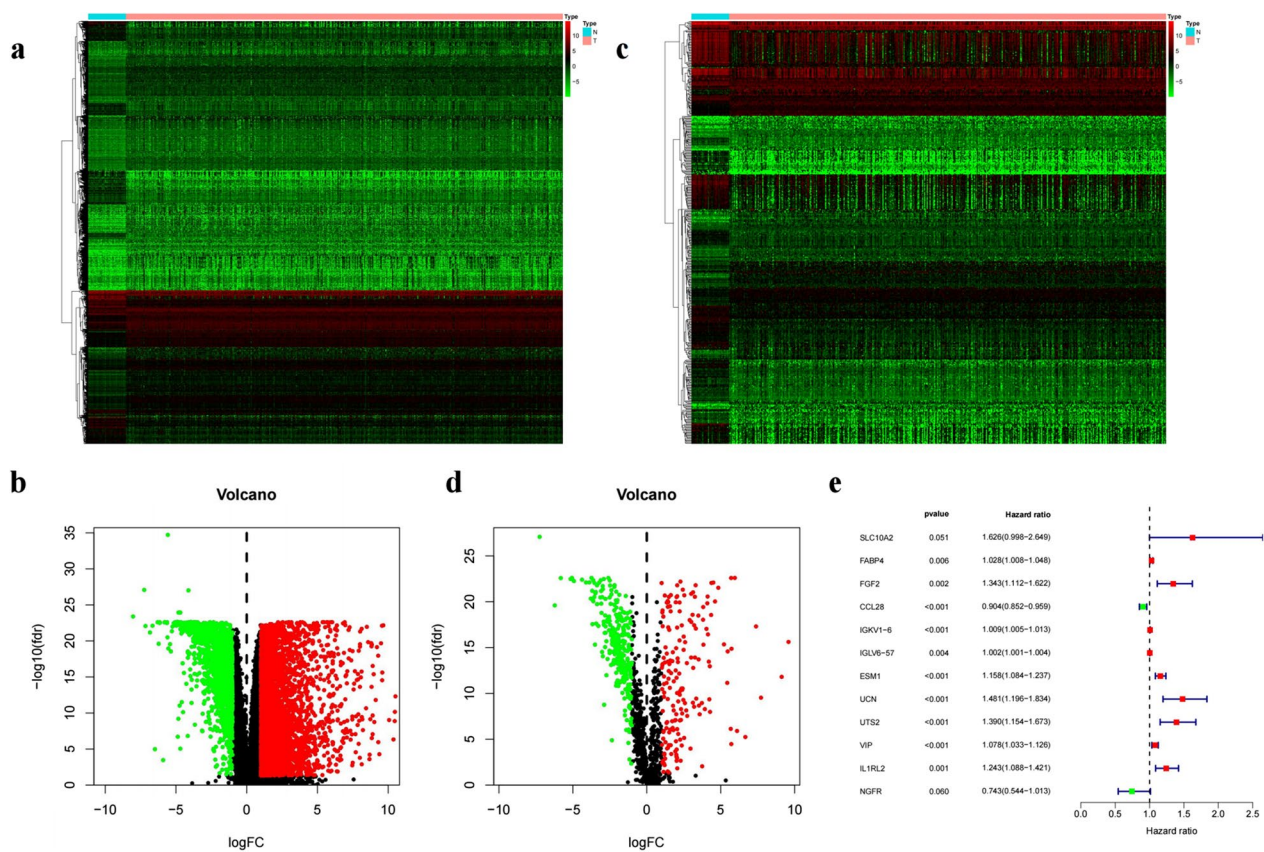 a
Type
10
5
0
−5
Type
N
T
c
Type
10
5
0
−5
Type
N
T
b
Volcano
−log10(fdr)
35
30
25
20
15
10
5
0
−10 −5 0 5 10
logFC
d
Volcano
−log10(fdr)
25
20
15
10
5
0
−10 −5 0 5 10
logFC
e
pvalue Hazard ratio
SLC10A2 0.051 1.626(0.998−2.649)
FABP4 0.006 1.028(1.008−1.048)
FGF2 0.002 1.343(1.112−1.622)
CCL28 <0.001 0.904(0.852−0.959)
IGKV1−6 <0.001 1.009(1.005−1.013)
IGLV6−57 0.004 1.002(1.001−1.004)
ESM1 <0.001 1.158(1.084−1.237)
UCN <0.001 1.481(1.196−1.834)
UTS2 <0.001 1.390(1.154−1.673)
VIP <0.001 1.078(1.033−1.126)
IL1RL2 0.001 1.243(1.088−1.421)
NGFR 0.060 0.743(0.544−1.013)
0.0 0.5 1.0 1.5 2.0 2.5
Hazard ratio